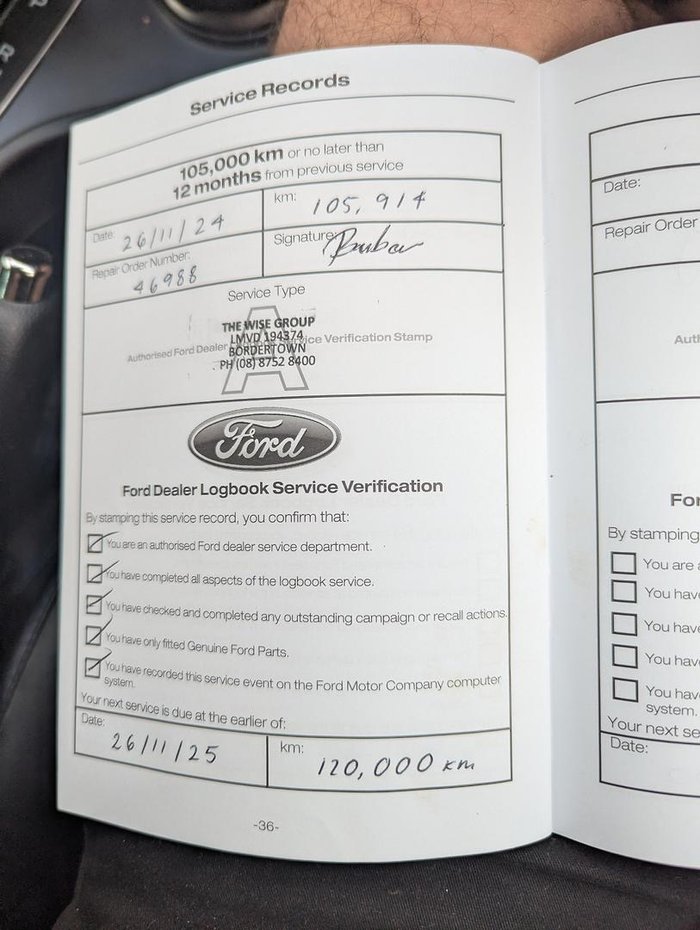 P
R
Service Records
105,000 km or no later than
12 months from previous service
Date: 26/11/24
km: 105,914
Repair Order Number:
46988
Signature:
Service Type
A
Authorised Ford Dealer Service Verification Stamp
THE WISE GROUP
LMVD 194374
BORDERTOWN
PH (08) 8752 8400
Ford
Ford Dealer Logbook Service Verification
By stamping this service record, you confirm that:
You are an authorised Ford dealer service department.
You have completed all aspects of the logbook service.
You have checked and completed any outstanding campaign or recall actions.
You have only fitted Genuine Ford Parts.
You have recorded this service event on the Ford Motor Company computer
system.
Your next service is due at the earlier of:
Date:
26/11/25
km:
120,000 km
-36-
Date:
Repair Order
Auth
For
By stamping
You are a
You have
You have
You have
You have
system.
Your next se
Date: